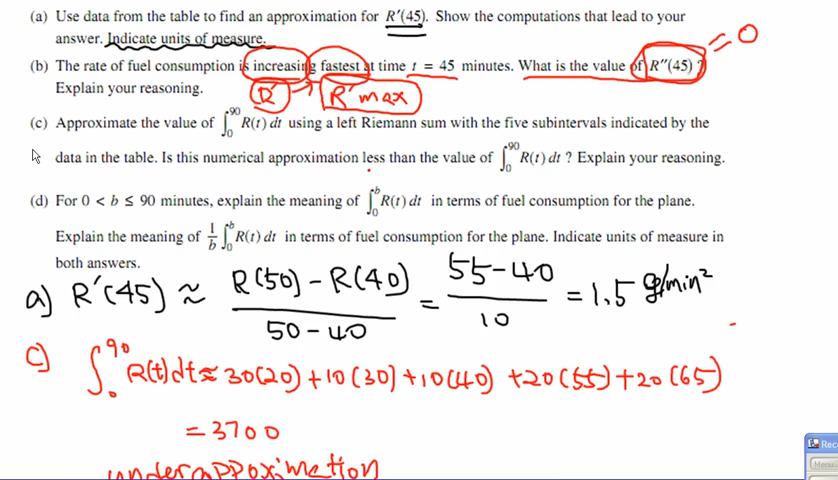 (a) Use data from the table to find an approximation for R′(45). Show the computations that lead to your
answer. Indicate units of measure.
= 0
(b) The rate of fuel consumption is increasing fastest at time t = 45 minutes. What is the value of R″(45) ?
Explain your reasoning.
R′ → R′ max
(c) Approximate the value of ∫₀⁹⁰ R(t) dt using a left Riemann sum with the five subintervals indicated by the
data in the table. Is this numerical approximation less than the value of ∫₀⁹⁰ R(t) dt ? Explain your reasoning.
(d) For 0 < b ≤ 90 minutes, explain the meaning of ∫₀ᵇ R(t) dt in terms of fuel consumption for the plane.
Explain the meaning of 1/b ∫₀ᵇ R(t) dt in terms of fuel consumption for the plane. Indicate units of measure in
both answers.
a) R′(45) ≈ (R(50) - R(40))/(50 - 40) = (55 - 40)/10 = 1.5 g/min²
c) ∫₀⁹⁰ R(t)dt ≈ 30(20) + 10(30) + 10(40) + 20(55) + 20(65)
= 3700
underapproximation
Rec
Menu